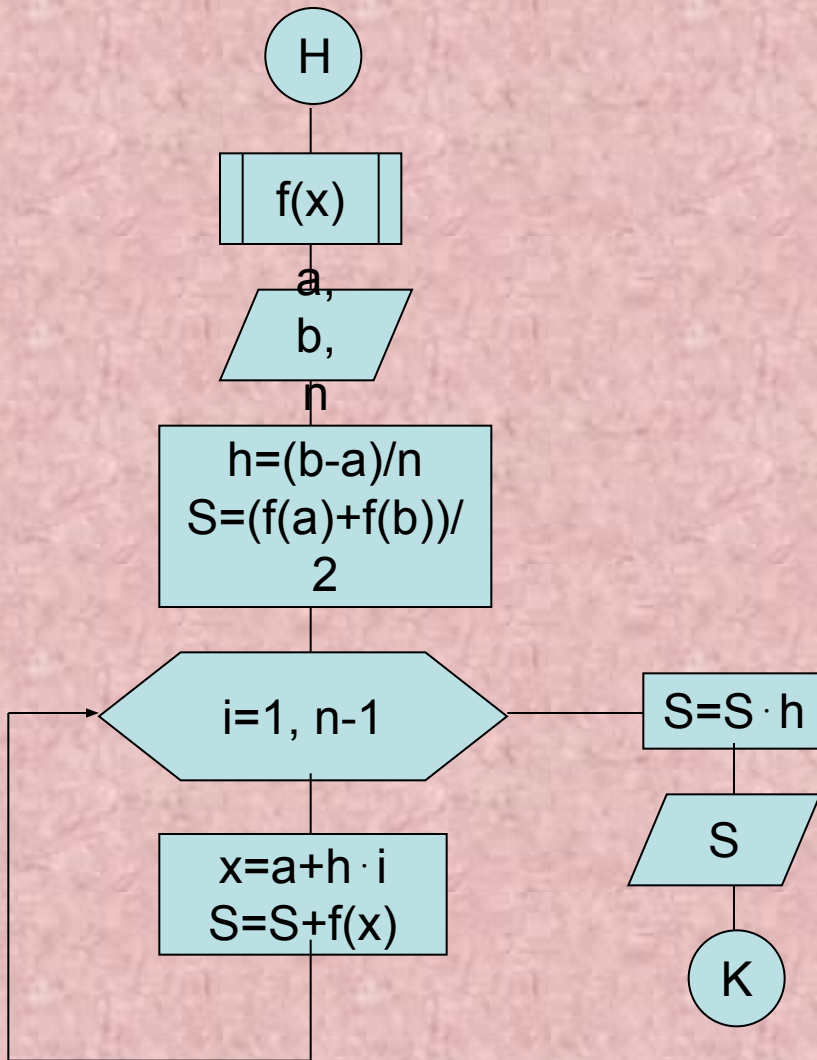 Н
f(x)
a,
b,
n
h=(b-a)/n
S=(f(a)+f(b))/
2
i=1, n-1
x=a+h·i
S=S+f(x)
S=S·h
S
К